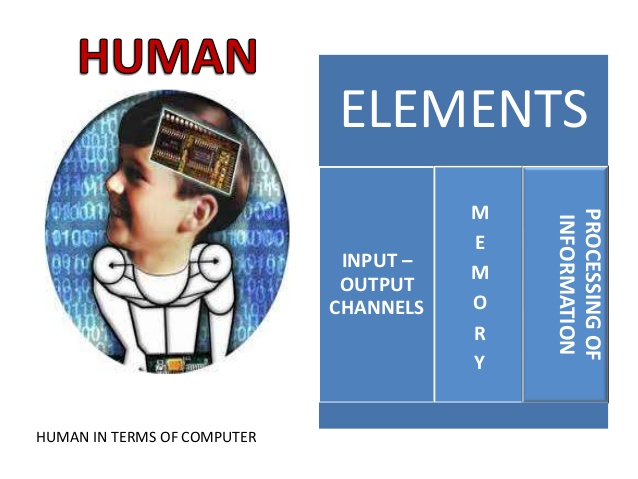 HUMAN
ELEMENTS
INPUT –
OUTPUT
CHANNELS
M
E
M
O
R
Y
PROCESSING OF
INFORMATION
HUMAN IN TERMS OF COMPUTER